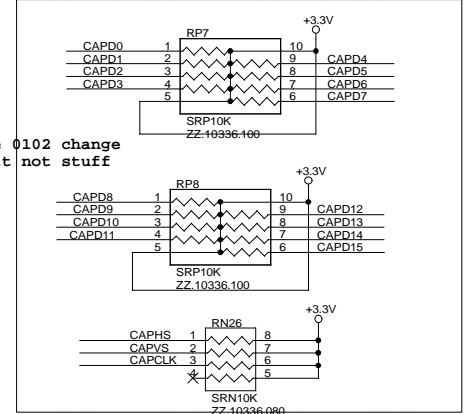 +3.3V
RP7
CAPD0 1 10
CAPD1 2 9 CAPD4
CAPD2 3 8 CAPD5
CAPD3 4 7 CAPD6
5 6 CAPD7
SRP10K
ZZ.10336.100
0102 change
not stuff
+3.3V
RP8
CAPD8 1 10
CAPD9 2 9 CAPD12
CAPD10 3 8 CAPD13
CAPD11 4 7 CAPD14
5 6 CAPD15
SRP10K
ZZ.10336.100
+3.3V
RN26
CAPHS 1 8
CAPVS 2 7
CAPCLK 3 6
4 5
SRN10K
ZZ.10336.080